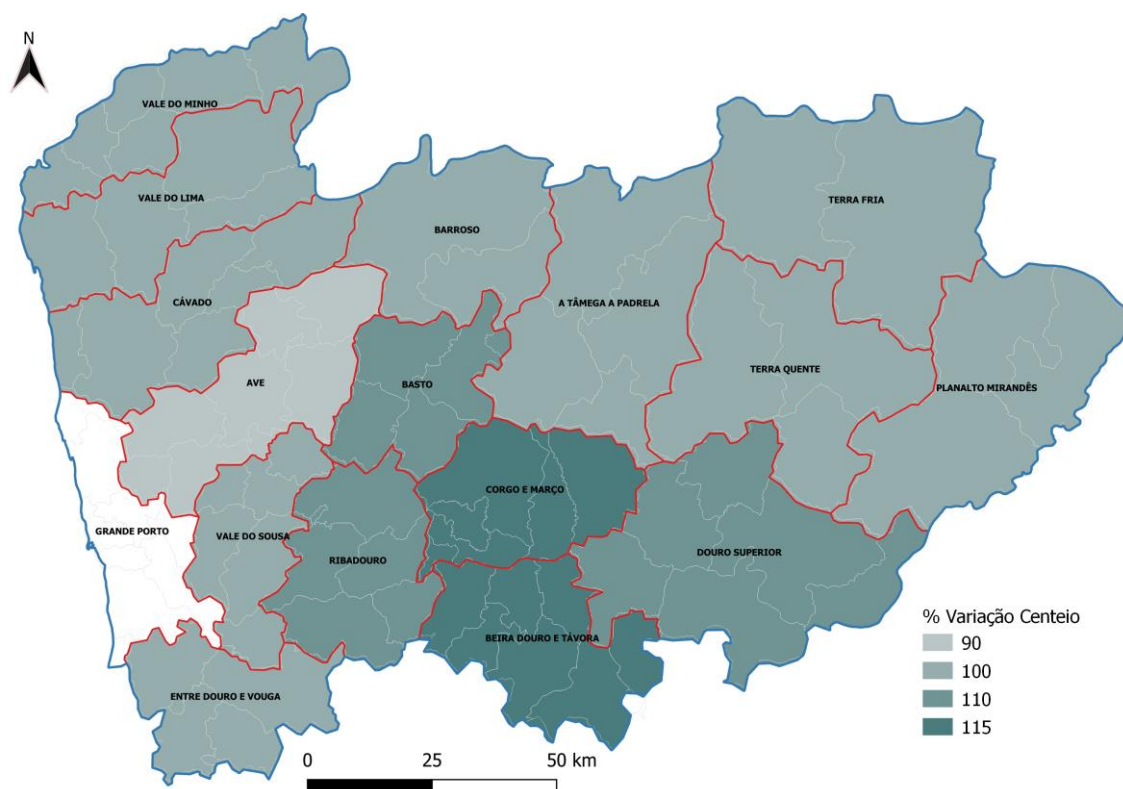 N
VALE DO MINHO
VALE DO LIMA
TERRA FRIA
BARROSO
CÁVADO
A TÂMEGA A PADRELA
TERRA QUENTE
AVE
BASTO
PLANALTO MIRANDÊS
CORGO E MARÇO
GRANDE PORTO
VALE DO SOUSA
RIBADOURO
DOURO SUPERIOR
BEIRA DOURO E TÁVORA
ENTRE DOURO E VOUGA
% Variação Centeio
90
100
110
115
0 25 50 km